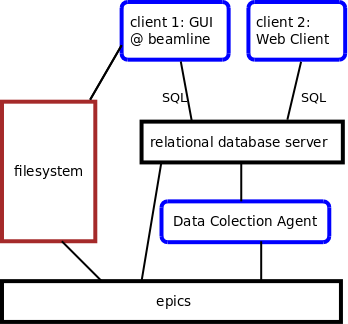 client 1: GUI
@ beamline
client 2:
Web Client
SQL
SQL
relational database server
filesystem
Data Colection Agent
epics